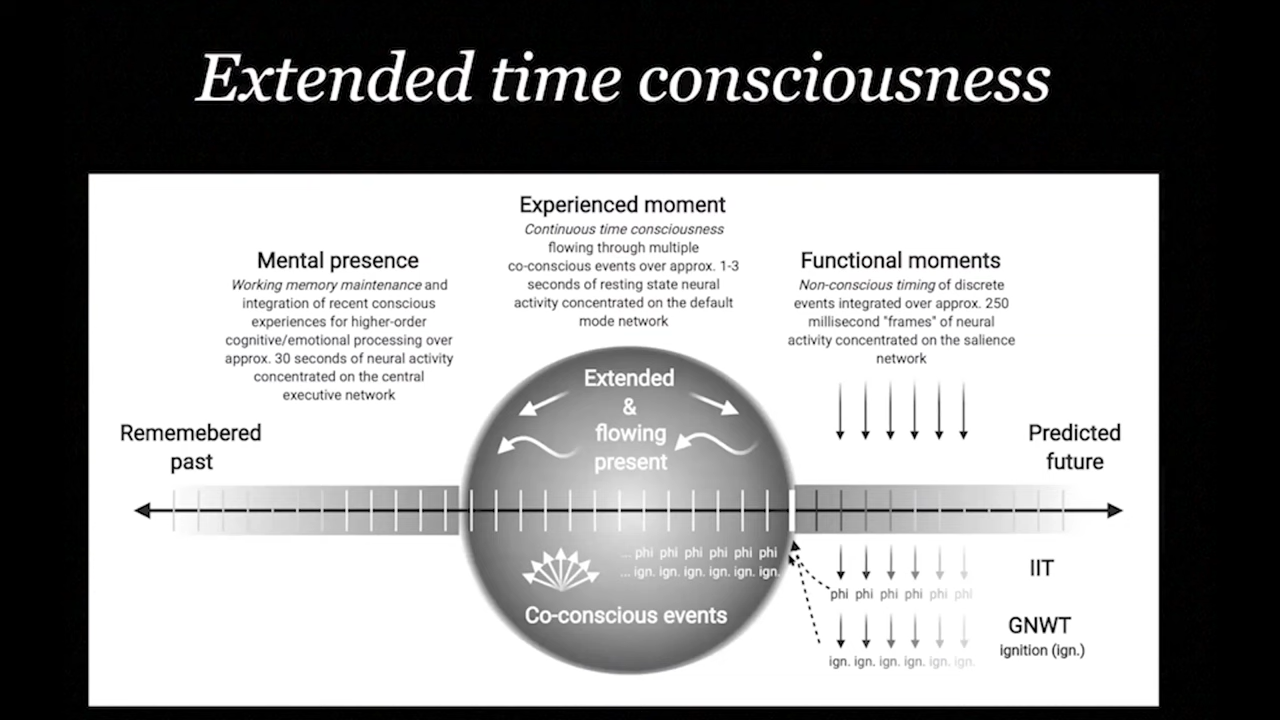 Extended time consciousness
Experienced moment
Continuous time consciousness
flowing through multiple
co-conscious events over approx. 1-3
seconds of resting state neural
activity concentrated on the default
mode network
Mental presence
Working memory maintenance and
integration of recent conscious
experiences for higher-order
cognitive/emotional processing over
approx. 30 seconds of neural activity
concentrated on the central
executive network
Functional moments
Non-conscious timing of discrete
events integrated over approx. 250
millisecond "frames" of neural
activity concentrated on the salience
network
Rememebered
past
Extended
&
flowing
present
Predicted
future
... phi phi phi phi phi phi
... ign. ign. ign. ign. ign. ign.
Co-conscious events
phi phi phi phi phi phi
IIT
ign. ign. ign. ign. ign. ign.
GNWT
ignition (ign.)